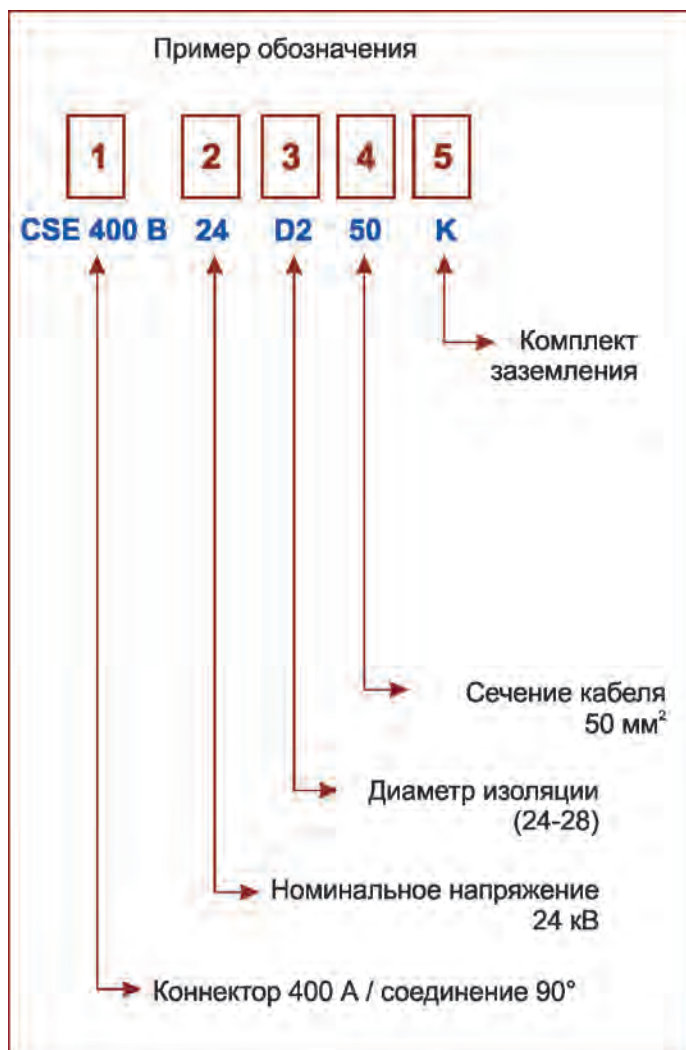 Пример обозначения
1 2 3 4 5
CSE 400 B 24 D2 50 K
Комплект
заземления
Сечение кабеля
50 мм²
Диаметр изоляции
(24-28)
Номинальное напряжение
24 кВ
Коннектор 400 А / соединение 90°